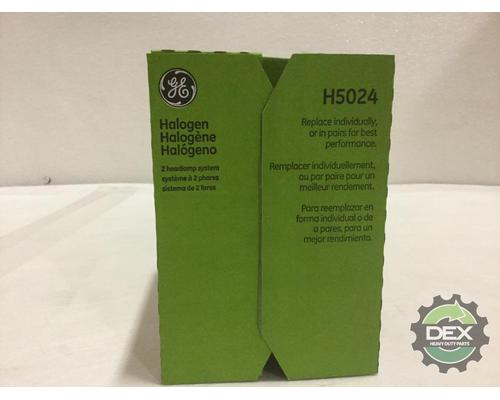 GE
Halogen
Halogène
Halógeno
2 headlamp system
système à 2 phares
sistema de 2 faros
H5024
Replace individually,
or in pairs for best
performance.
Remplacer individuellement,
ou par paire pour un
meilleur rendement.
Para reemplazar en
forma individual o de
a pares, para un
mejor rendimiento.
DEX
HEAVY DUTY PARTS